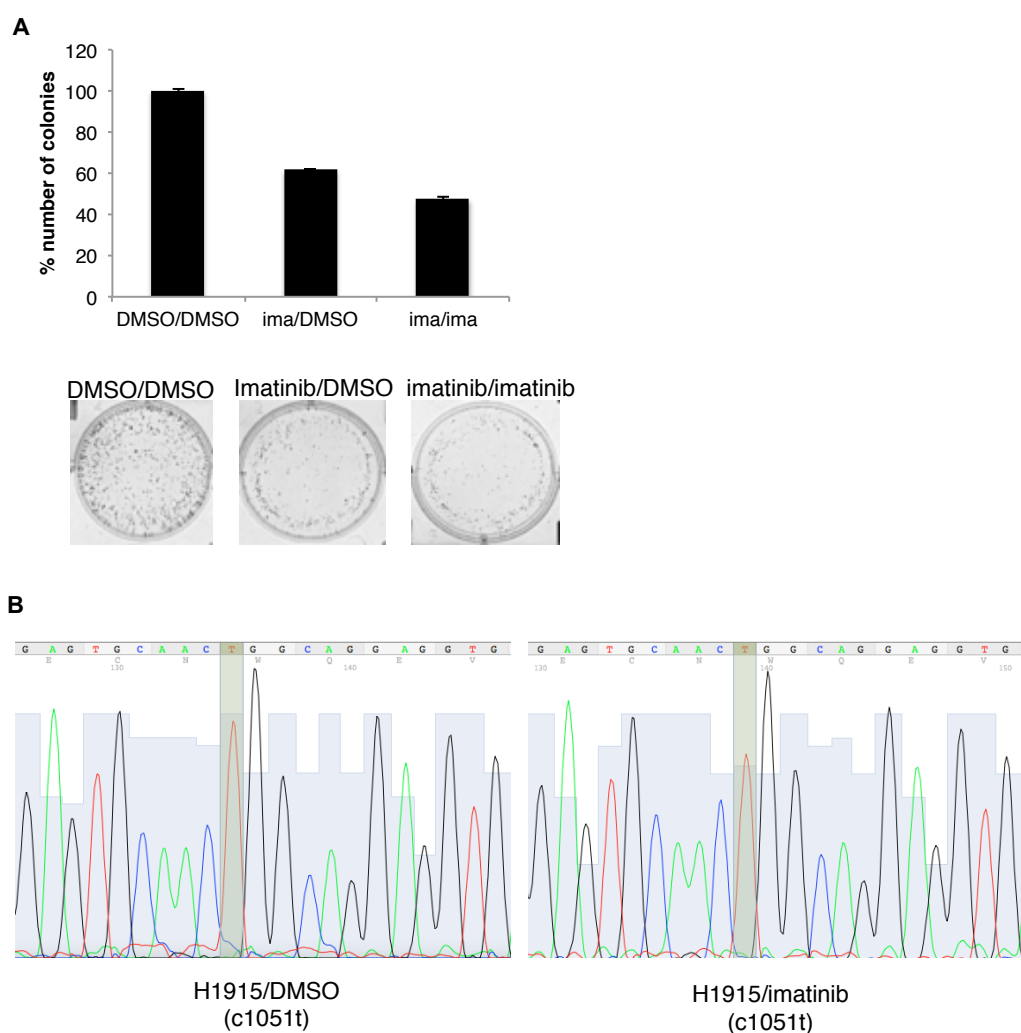 A
% number of colonies
120
100
80
60
40
20
0
DMSO/DMSO ima/DMSO ima/ima
DMSO/DMSO Imatinib/DMSO imatinib/imatinib
B
G A G T G C A A C T G G C A G G A G G T G
E C N W Q E V
130 140
G A G T G C A A C T G G C A G G A G G T G
E C N W Q E V
130 140 150
H1915/DMSO
(c1051t)
H1915/imatinib
(c1051t)